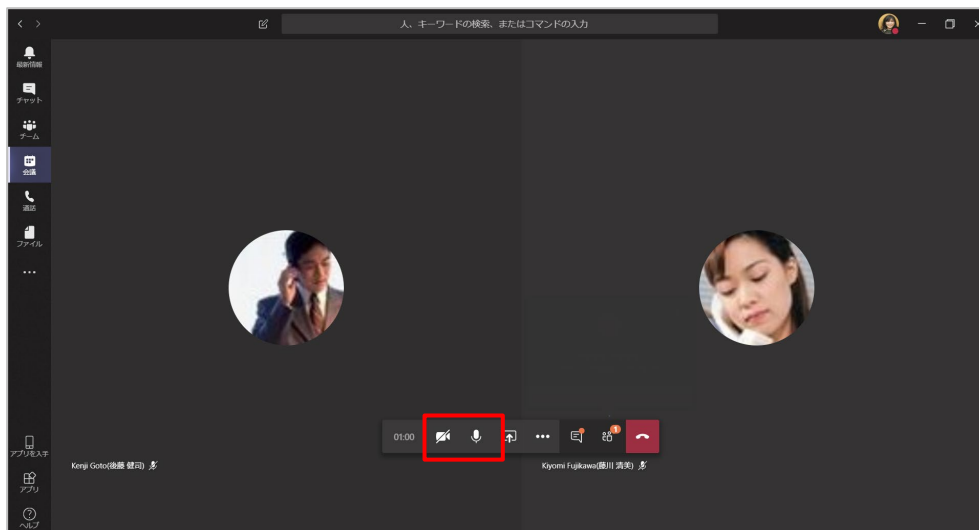 人、キーワードの検索、またはコマンドの入力
最新情報
チャット
チーム
会議
通話
ファイル
01:00
1
Kenji Goto(後藤 健司)
Kiyomi Fujikawa(藤川 清美)
アプリを入手
アプリ
ヘルプ